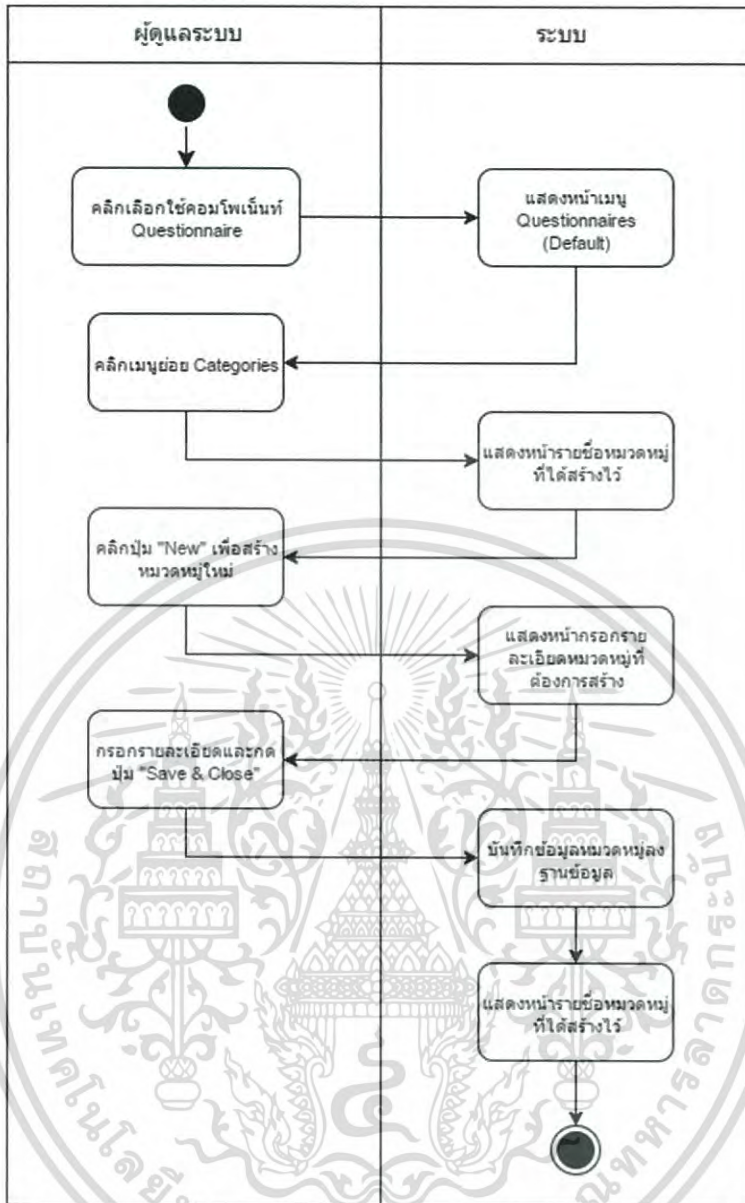 ผู้ดูแลระบบ
ระบบ
คลิกเลือกใช้คอมโพเน็นท์
Questionnaire
แสดงหน้าเมนู
Questionnaires
(Default)
คลิกเมนูย่อย Categories
แสดงหน้ารายชื่อหมวดหมู่
ที่ได้สร้างไว้
คลิกปุ่ม "New" เพื่อสร้าง
หมวดหมู่ใหม่
แสดงหน้ากรอกราย
ละเอียดหมวดหมู่ที่
ต้องการสร้าง
กรอกรายละเอียดและกด
ปุ่ม "Save & Close"
บันทึกข้อมูลหมวดหมู่ลง
ฐานข้อมูล
แสดงหน้ารายชื่อหมวดหมู่
ที่ได้สร้างไว้